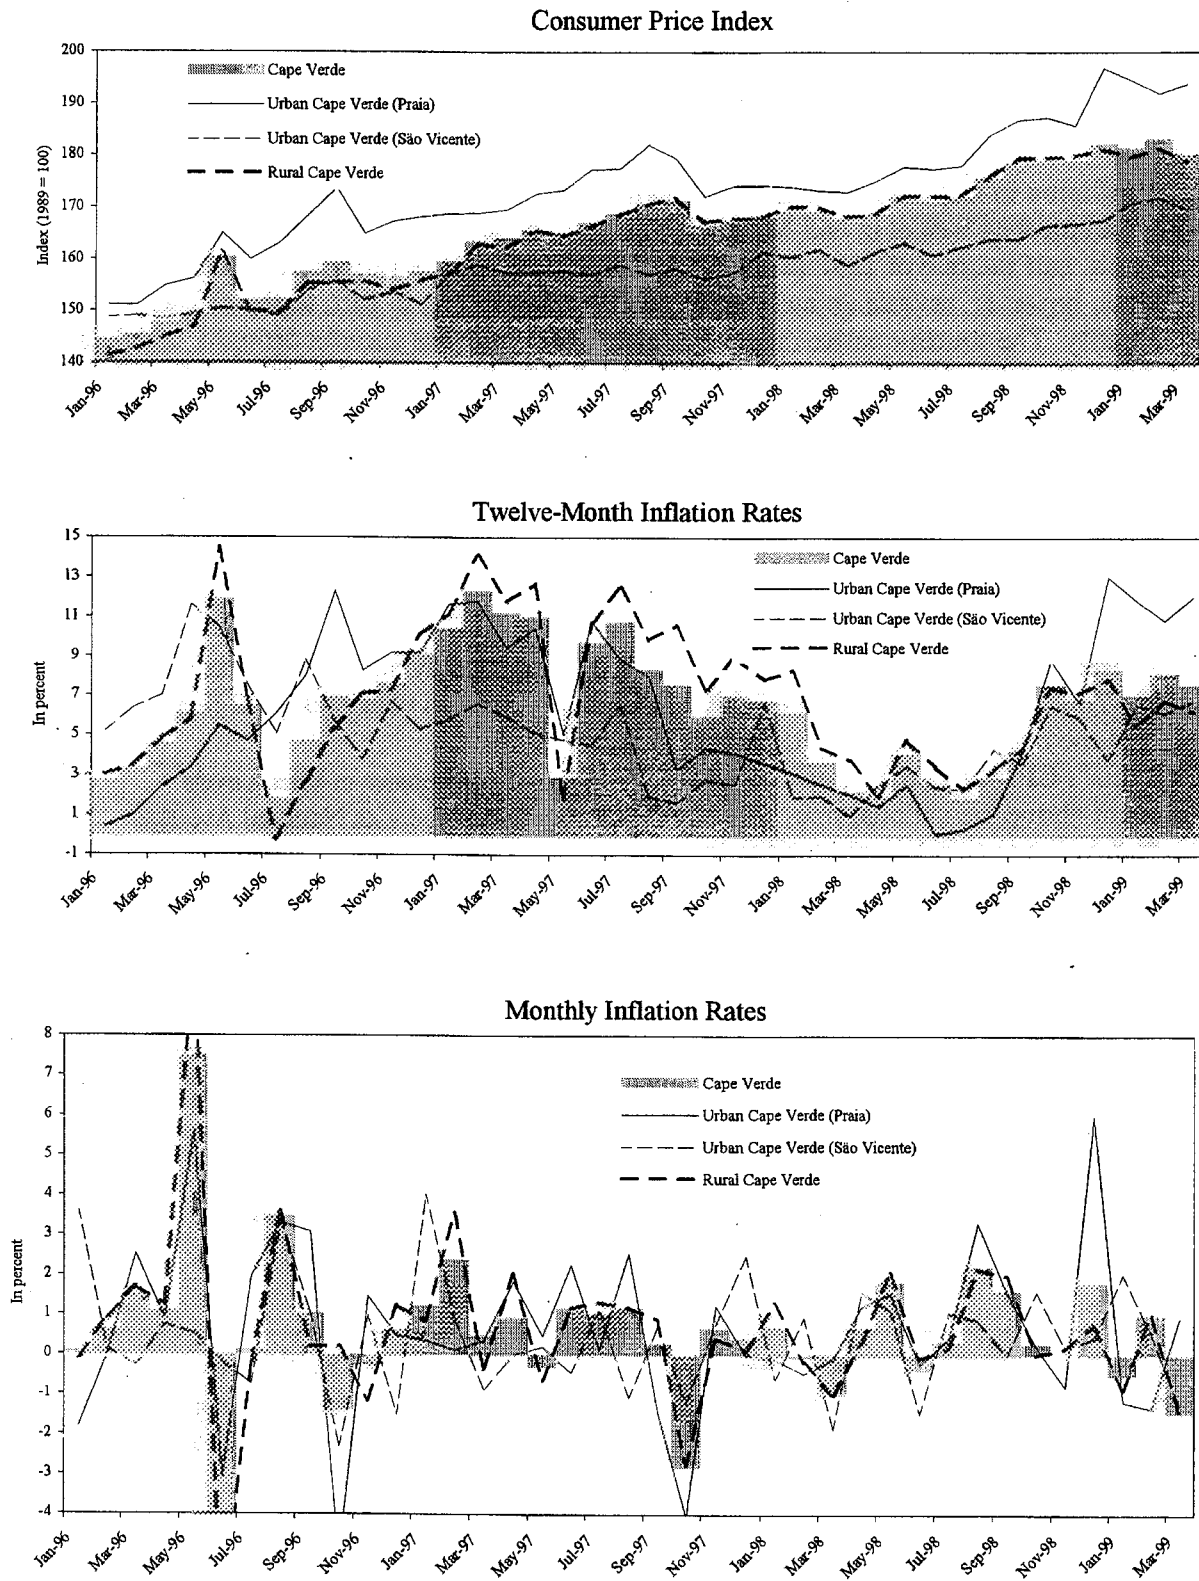 Consumer Price Index
200
190
180
170
160
150
140
Index (1989 = 100)
Cape Verde
Urban Cape Verde (Praia)
Urban Cape Verde (São Vicente)
Rural Cape Verde
Jan-96 Mar-96 May-96 Jul-96 Sep-96 Nov-96 Jan-97 Mar-97 May-97 Jul-97 Sep-97 Nov-97 Jan-98 Mar-98 May-98 Jul-98 Sep-98 Nov-98 Jan-99 Mar-99
Twelve-Month Inflation Rates
15
13
11
9
7
5
3
1
-1
In percent
Cape Verde
Urban Cape Verde (Praia)
Urban Cape Verde (São Vicente)
Rural Cape Verde
Jan-96 Mar-96 May-96 Jul-96 Sep-96 Nov-96 Jan-97 Mar-97 May-97 Jul-97 Sep-97 Nov-97 Jan-98 Mar-98 May-98 Jul-98 Sep-98 Nov-98 Jan-99 Mar-99
Monthly Inflation Rates
8
7
6
5
4
3
2
1
0
-1
-2
-3
-4
In percent
Cape Verde
Urban Cape Verde (Praia)
Urban Cape Verde (São Vicente)
Rural Cape Verde
Jan-96 Mar-96 May-96 Jul-96 Sep-96 Nov-96 Jan-97 Mar-97 May-97 Jul-97 Sep-97 Nov-97 Jan-98 Mar-98 May-98 Jul-98 Sep-98 Nov-98 Jan-99 Mar-99